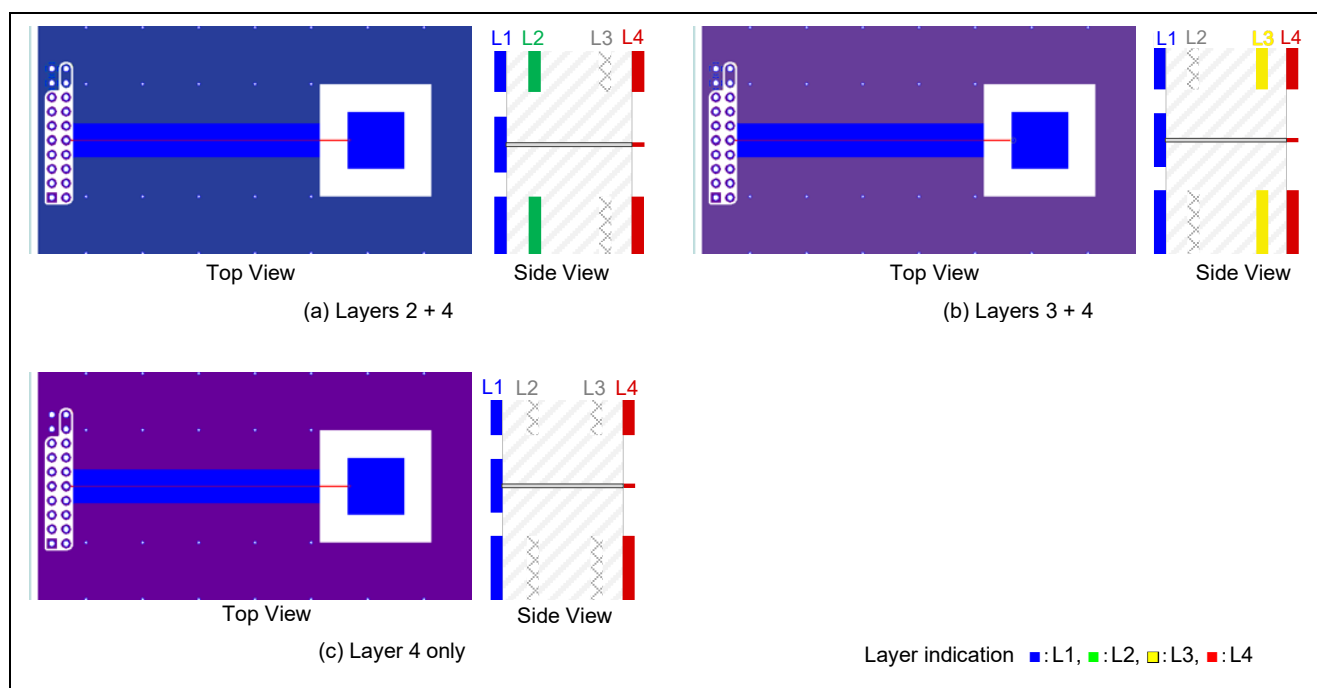 L1 L2 L3 L4
L1 L2 L3 L4
Top View Side View
Top View Side View
(a) Layers 2 + 4
(b) Layers 3 + 4
L1 L2 L3 L4
Top View Side View
(c) Layer 4 only
Layer indication :L1, :L2, :L3, :L4